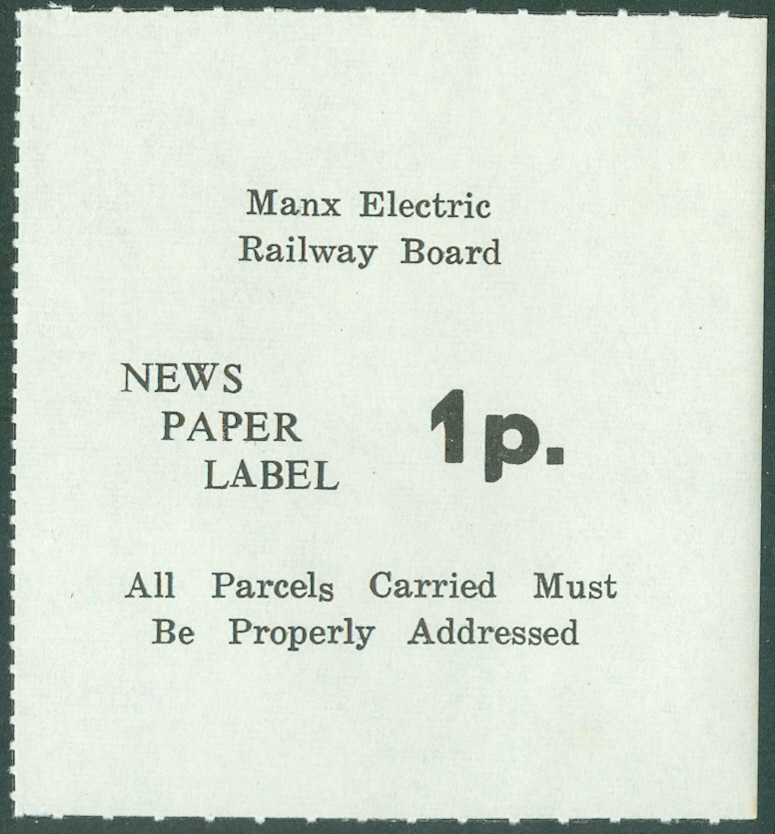 Manx Electric
Railway Board
NEWS
PAPER
LABEL
1p.
All Parcels Carried Must
Be Properly Addressed